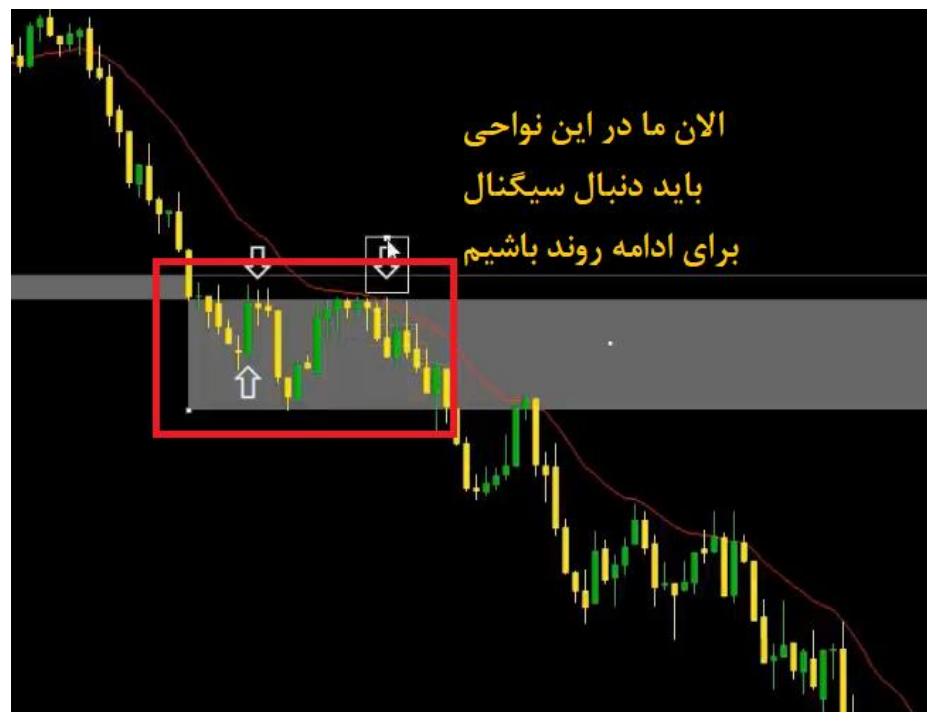 الان ما در این نواحی
باید دنبال سیگنال
برای ادامه روند باشیم